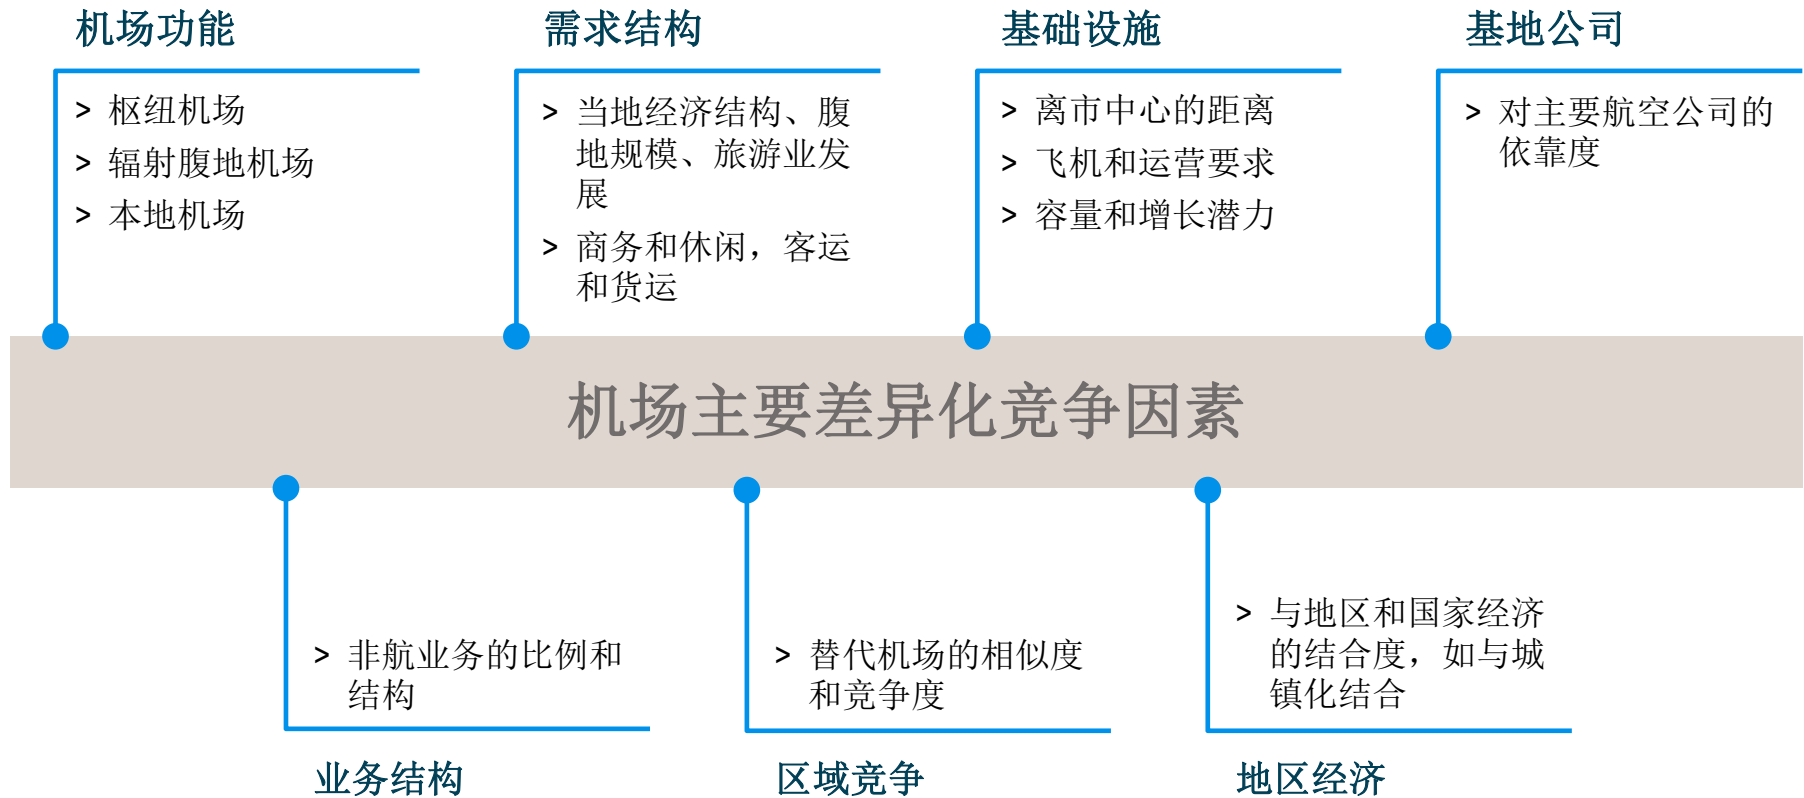 机场功能
> 枢纽机场
> 辐射腹地机场
> 本地机场
需求结构
> 当地经济结构、腹
地规模、旅游业发
展
> 商务和休闲，客运
和货运
基础设施
> 离市中心的距离
> 飞机和运营要求
> 容量和增长潜力
基地公司
> 对主要航空公司的
依靠度
机场主要差异化竞争因素
> 非航业务的比例和
结构
业务结构
> 替代机场的相似度
和竞争度
区域竞争
> 与地区和国家经济
的结合度，如与城
镇化结合
地区经济